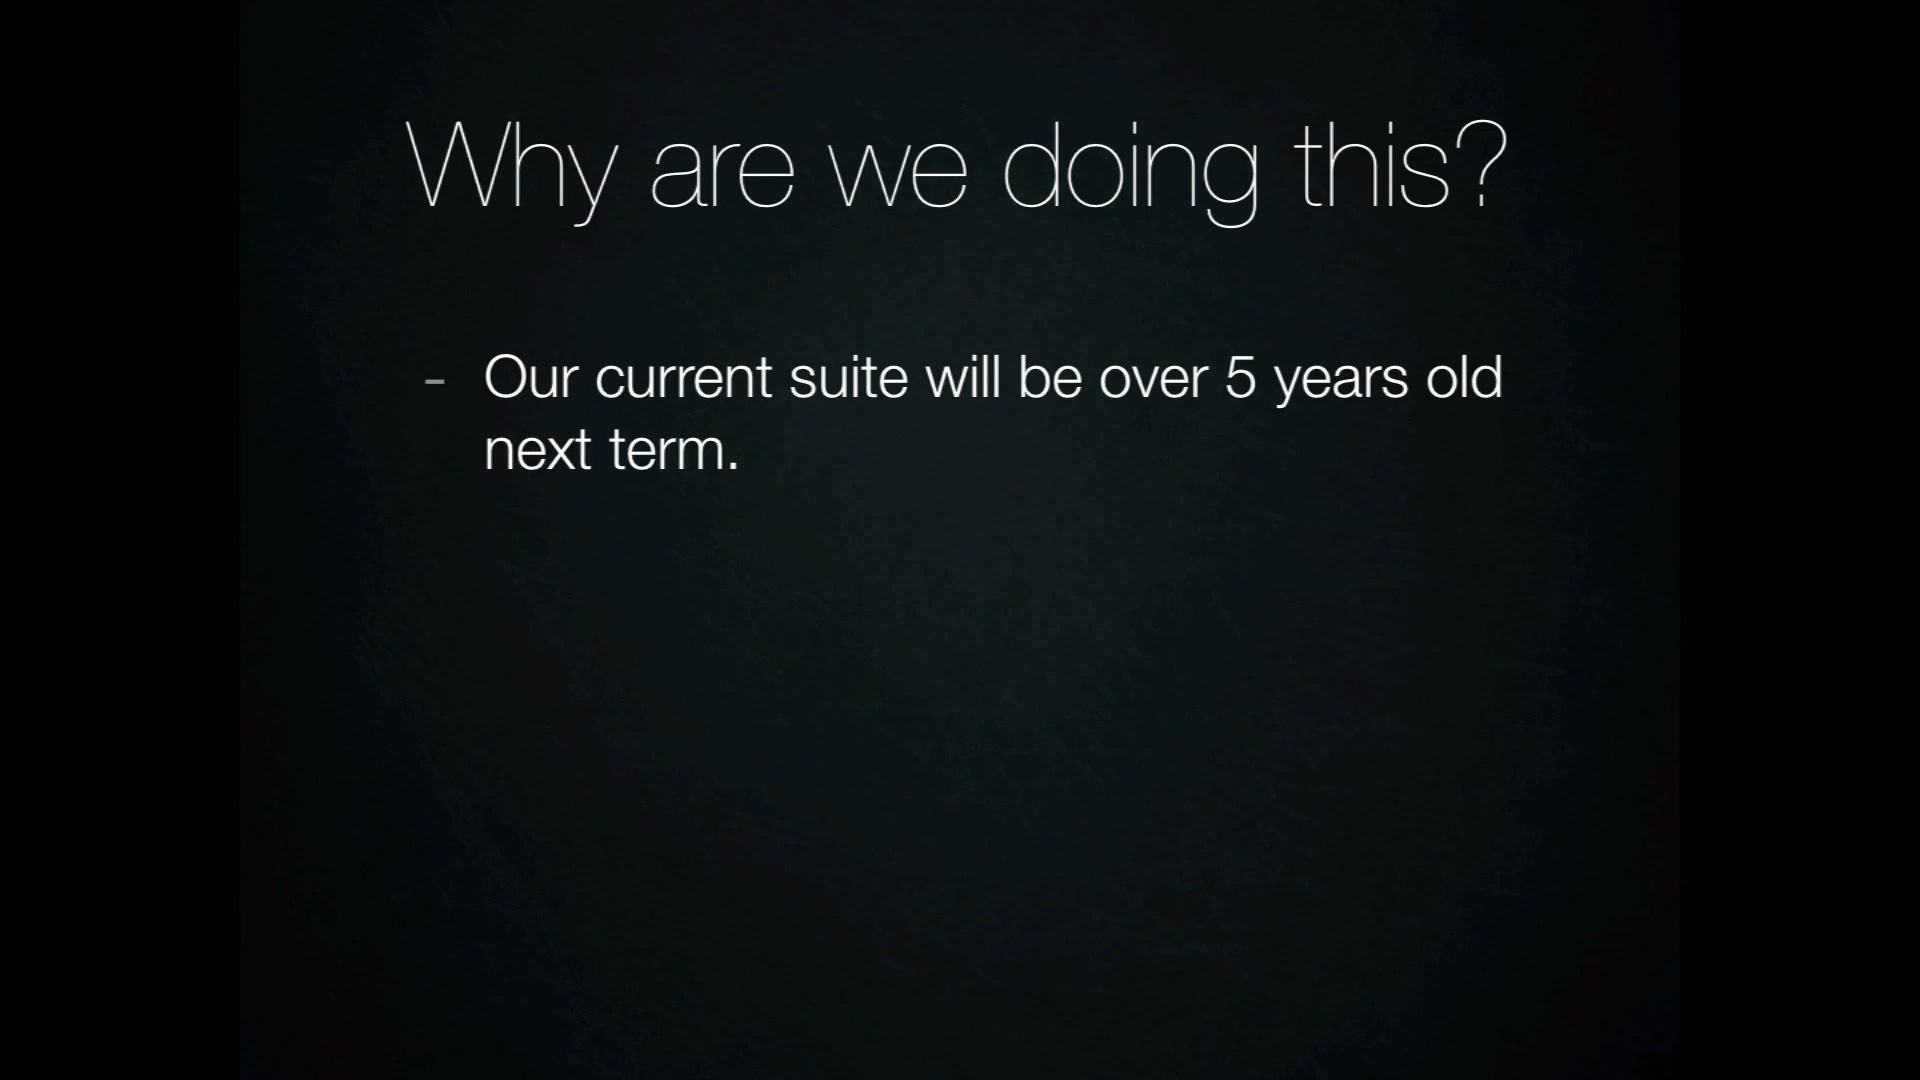 Why are we doing this?
- Our current suite will be over 5 years old
next term.